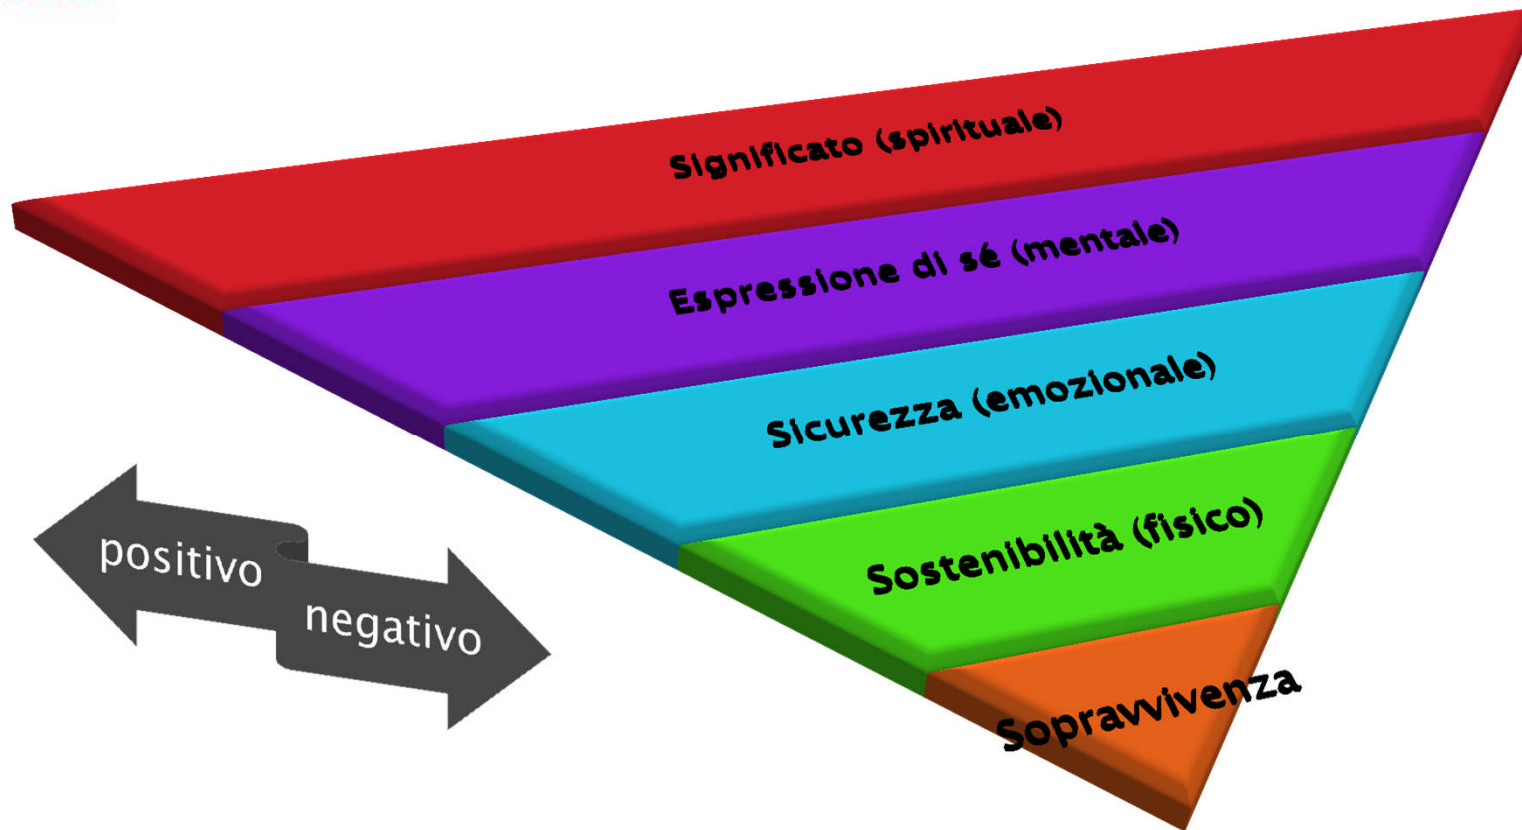 Significato (spirituale)
Espressione di sé (mentale)
Sicurezza (emozionale)
Sostenibilità (fisico)
Sopravvivenza
positivo
negativo